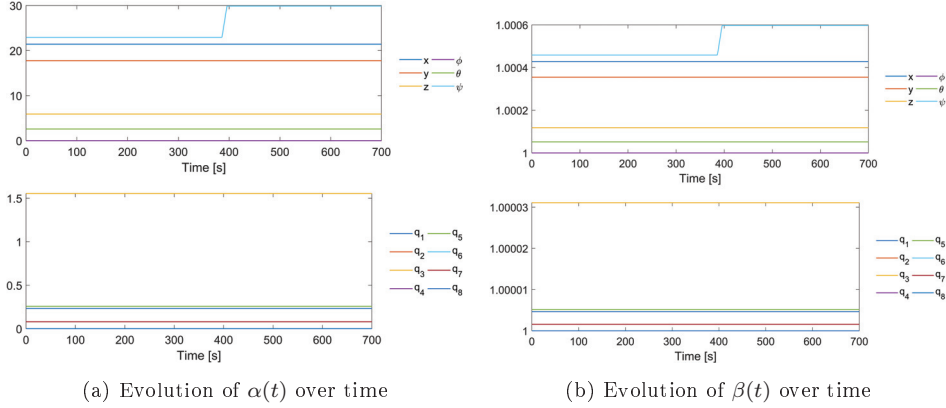 30
20
10
0
0 100 200 300 400 500 600 700
Time [s]
x ϕ
y θ
z ψ
1.5
1
0.5
0
0 100 200 300 400 500 600 700
Time [s]
q1 q5
q2 q6
q3 q7
q4 q8
(a) Evolution of α(t) over time
1.0006
1.0004
1.0002
1
0 100 200 300 400 500 600 700
Time [s]
x ϕ
y θ
z ψ
1.00003
1.00002
1.00001
1
0 100 200 300 400 500 600 700
Time [s]
q1 q5
q2 q6
q3 q7
q4 q8
(b) Evolution of β(t) over time